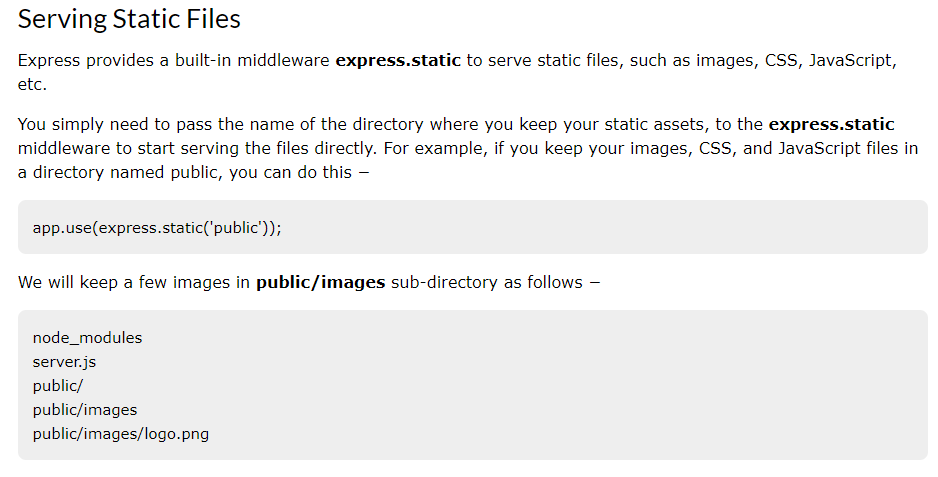 Serving Static Files
Express provides a built-in middleware express.static to serve static files, such as images, CSS, JavaScript,
etc.
You simply need to pass the name of the directory where you keep your static assets, to the express.static
middleware to start serving the files directly. For example, if you keep your images, CSS, and JavaScript files in
a directory named public, you can do this −
app.use(express.static('public'));
We will keep a few images in public/images sub-directory as follows −
node_modules
server.js
public/
public/images
public/images/logo.png